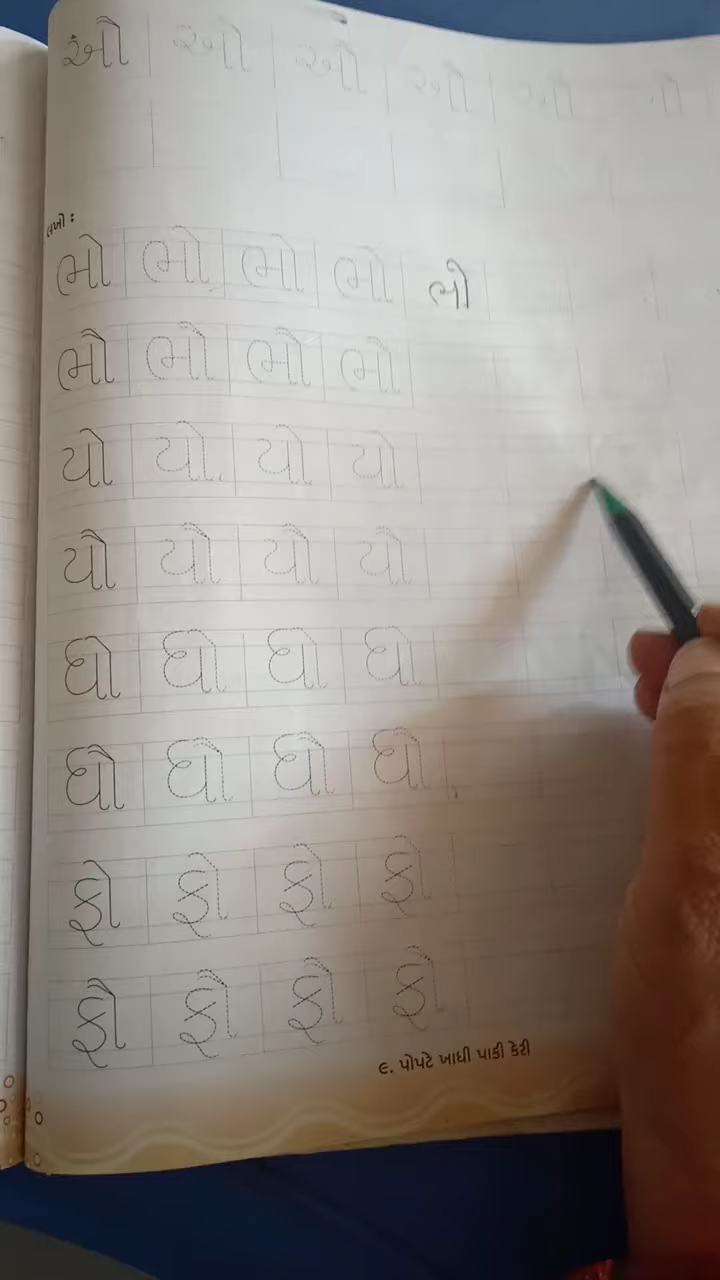 ઔ ઔ ઔ ઔ ઔ
લખો :
ભો ભો ભો ભો ભો
ભૌ ભૌ ભૌ ભૌ
યો યો યો યો
યૌ યૌ યૌ યૌ
ઘો ઘો ઘો ઘો
ઘૌ ઘૌ ઘૌ ઘૌ
ફો ફો ફો ફો
ફૌ ફૌ ફૌ ફૌ
૯. પોપટે ખાધી પાકી કેરી